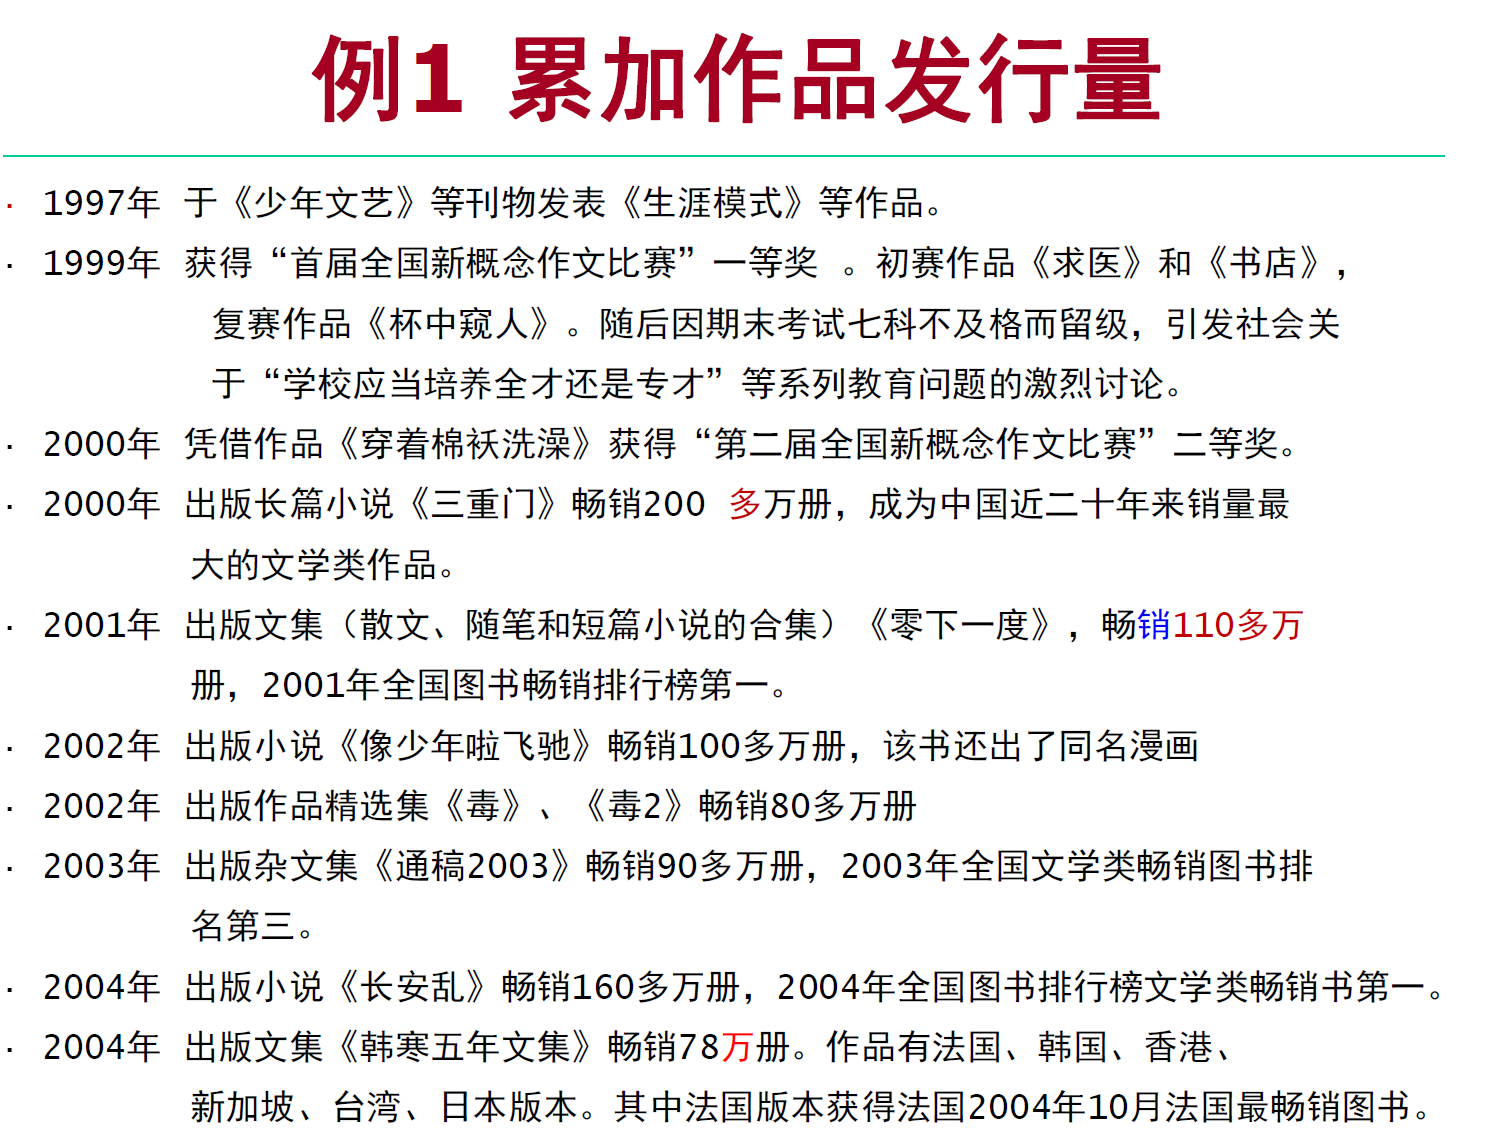 例1 累加作品发行量
· 1997年 于《少年文艺》等刊物发表《生涯模式》等作品。
· 1999年 获得“首届全国新概念作文比赛”一等奖 。初赛作品《求医》和《书店》，
复赛作品《杯中窥人》。随后因期末考试七科不及格而留级，引发社会关
于“学校应当培养全才还是专才”等系列教育问题的激烈讨论。
· 2000年 凭借作品《穿着棉袄洗澡》获得“第二届全国新概念作文比赛”二等奖。
· 2000年 出版长篇小说《三重门》畅销200 多万册，成为中国近二十年来销量最
大的文学类作品。
· 2001年 出版文集（散文、随笔和短篇小说的合集）《零下一度》，畅销110多万
册，2001年全国图书畅销排行榜第一。
· 2002年 出版小说《像少年啦飞驰》畅销100多万册，该书还出了同名漫画
· 2002年 出版作品精选集《毒》、《毒2》畅销80多万册
· 2003年 出版杂文集《通稿2003》畅销90多万册，2003年全国文学类畅销图书排
名第三。
· 2004年 出版小说《长安乱》畅销160多万册，2004年全国图书排行榜文学类畅销书第一。
· 2004年 出版文集《韩寒五年文集》畅销78万册。作品有法国、韩国、香港、
新加坡、台湾、日本版本。其中法国版本获得法国2004年10月法国最畅销图书。